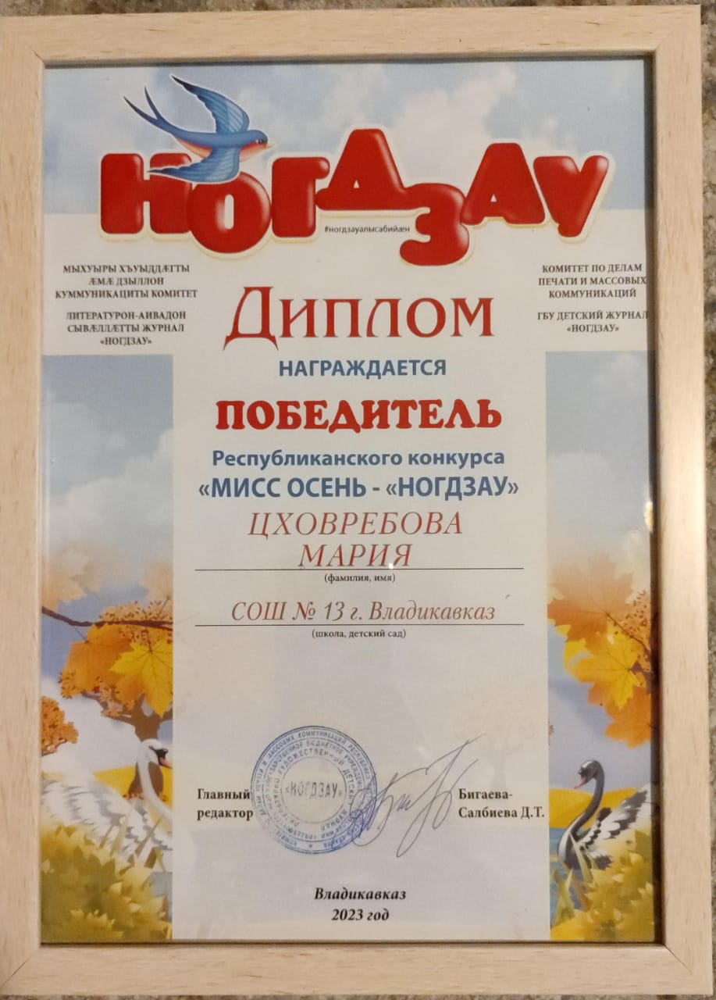 НОГДЗАУ
#ногдзауалысабийæн
МЫХУЫРЫ ХЪУЫДДÆГТЫ
ÆМÆ ДЗЫЛЛОН
КУММУНИКАЦИТЫ КОМИТЕТ
ЛИТЕРАТУРОН-АИВАДОН
СЫВÆЛЛÆТТЫ ЖУРНАЛ
«НОГДЗАУ»
КОМИТЕТ ПО ДЕЛАМ
ПЕЧАТИ И МАССОВЫХ
КОММУНИКАЦИЙ
ГБУ ДЕТСКИЙ ЖУРНАЛ
«НОГДЗАУ»
Диплом
НАГРАЖДАЕТСЯ
ПОБЕДИТЕЛЬ
Республиканского конкурса
«МИСС ОСЕНЬ - «НОГДЗАУ»
ЦХОВРЕБОВА
МАРИЯ
(фамилия, имя)
СОШ № 13 г. Владикавказ
(школа, детский сад)
Главный
редактор
«НОГДЗАУ»
Бигаева-
Салбиева Д.Т.
Владикавказ
2023 год